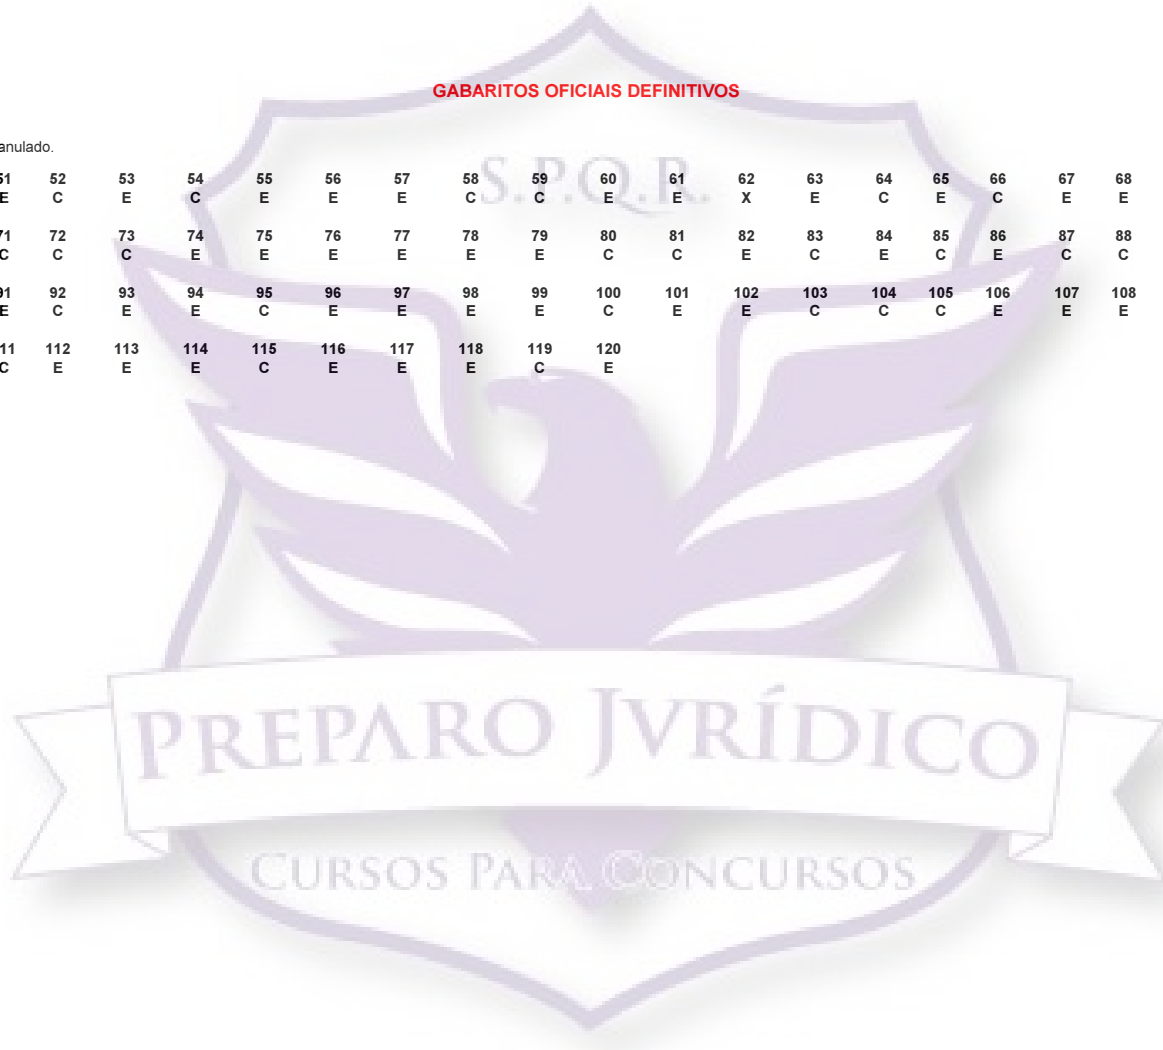 GABARITOS OFICIAIS DEFINITIVOS
anulado.
S.P.Q.R.
51 52 53 54 55 56 57 58 59 60 61 62 63 64 65 66 67 68
E C E C E E E C C E E X E C E C E E
71 72 73 74 75 76 77 78 79 80 81 82 83 84 85 86 87 88
C C C E E E E E E C C E C E C E C C
91 92 93 94 95 96 97 98 99 100 101 102 103 104 105 106 107 108
E C E E C E E E E C E E C C C E E E
11 112 113 114 115 116 117 118 119 120
C E E E C E E E C E
PREPARO JVRÍDICO
CURSOS PARA CONCURSOS